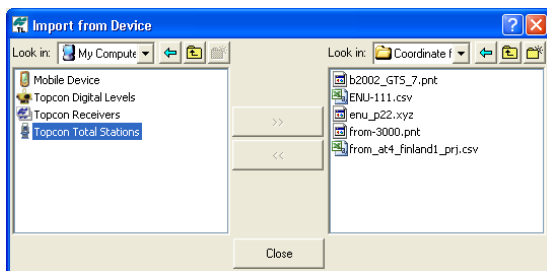 Import from Device
TL
Look in: My Compute
Look in: Coordinate f
Mobile Device
Topcon Digital Levels
Topcon Receivers
Topcon Total Stations
>>
<<
b2002_GTS_7.pnt
ENU-111.csv
enu_p22.xyz
from-3000.pnt
from_at4_finland1_prj.csv
Close